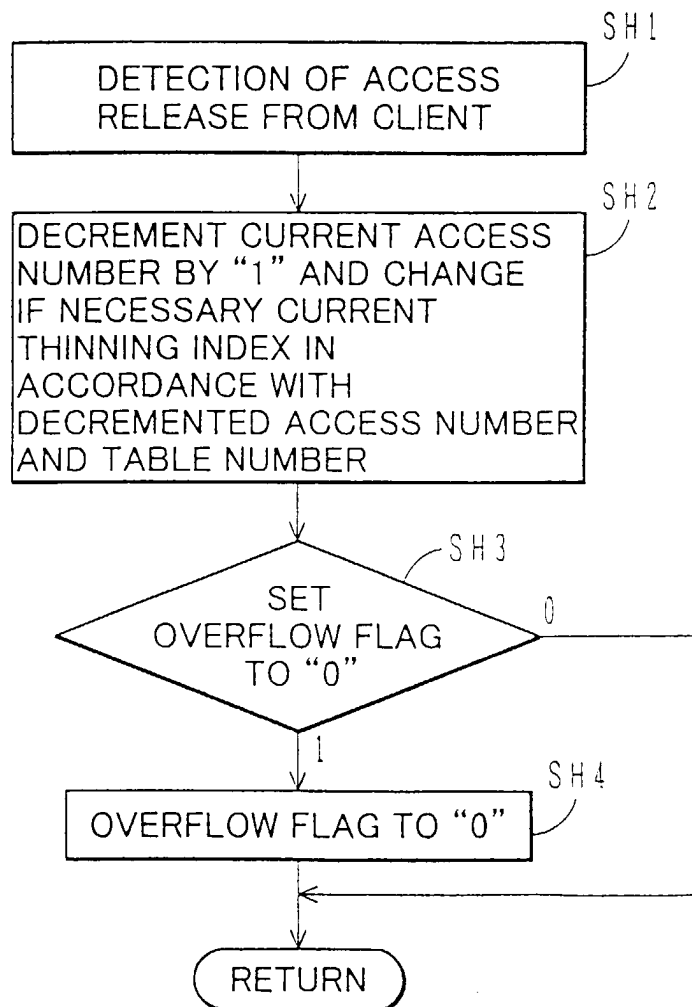 SH1
DETECTION OF ACCESS
RELEASE FROM CLIENT
SH2
DECREMENT CURRENT ACCESS
NUMBER BY “1” AND CHANGE
IF NECESSARY CURRENT
THINNING INDEX IN
ACCORDANCE WITH
DECREMENTED ACCESS NUMBER
AND TABLE NUMBER
SH3
SET
OVERFLOW FLAG
TO “0”
0
1
SH4
OVERFLOW FLAG TO “0”
RETURN